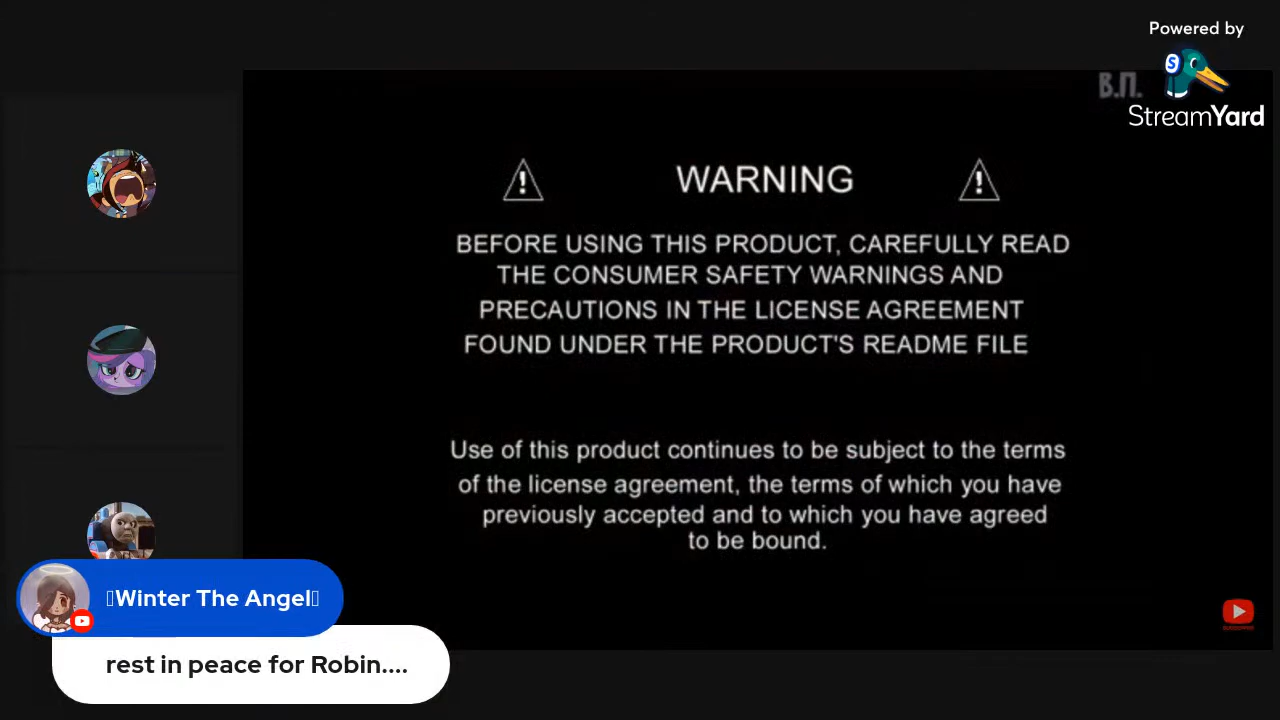 Powered by
StreamYard
В.П.
WARNING
BEFORE USING THIS PRODUCT, CAREFULLY READ
THE CONSUMER SAFETY WARNINGS AND
PRECAUTIONS IN THE LICENSE AGREEMENT
FOUND UNDER THE PRODUCT'S README FILE
Use of this product continues to be subject to the terms
of the license agreement, the terms of which you have
previously accepted and to which you have agreed
to be bound.
Winter The Angel
rest in peace for Robin....